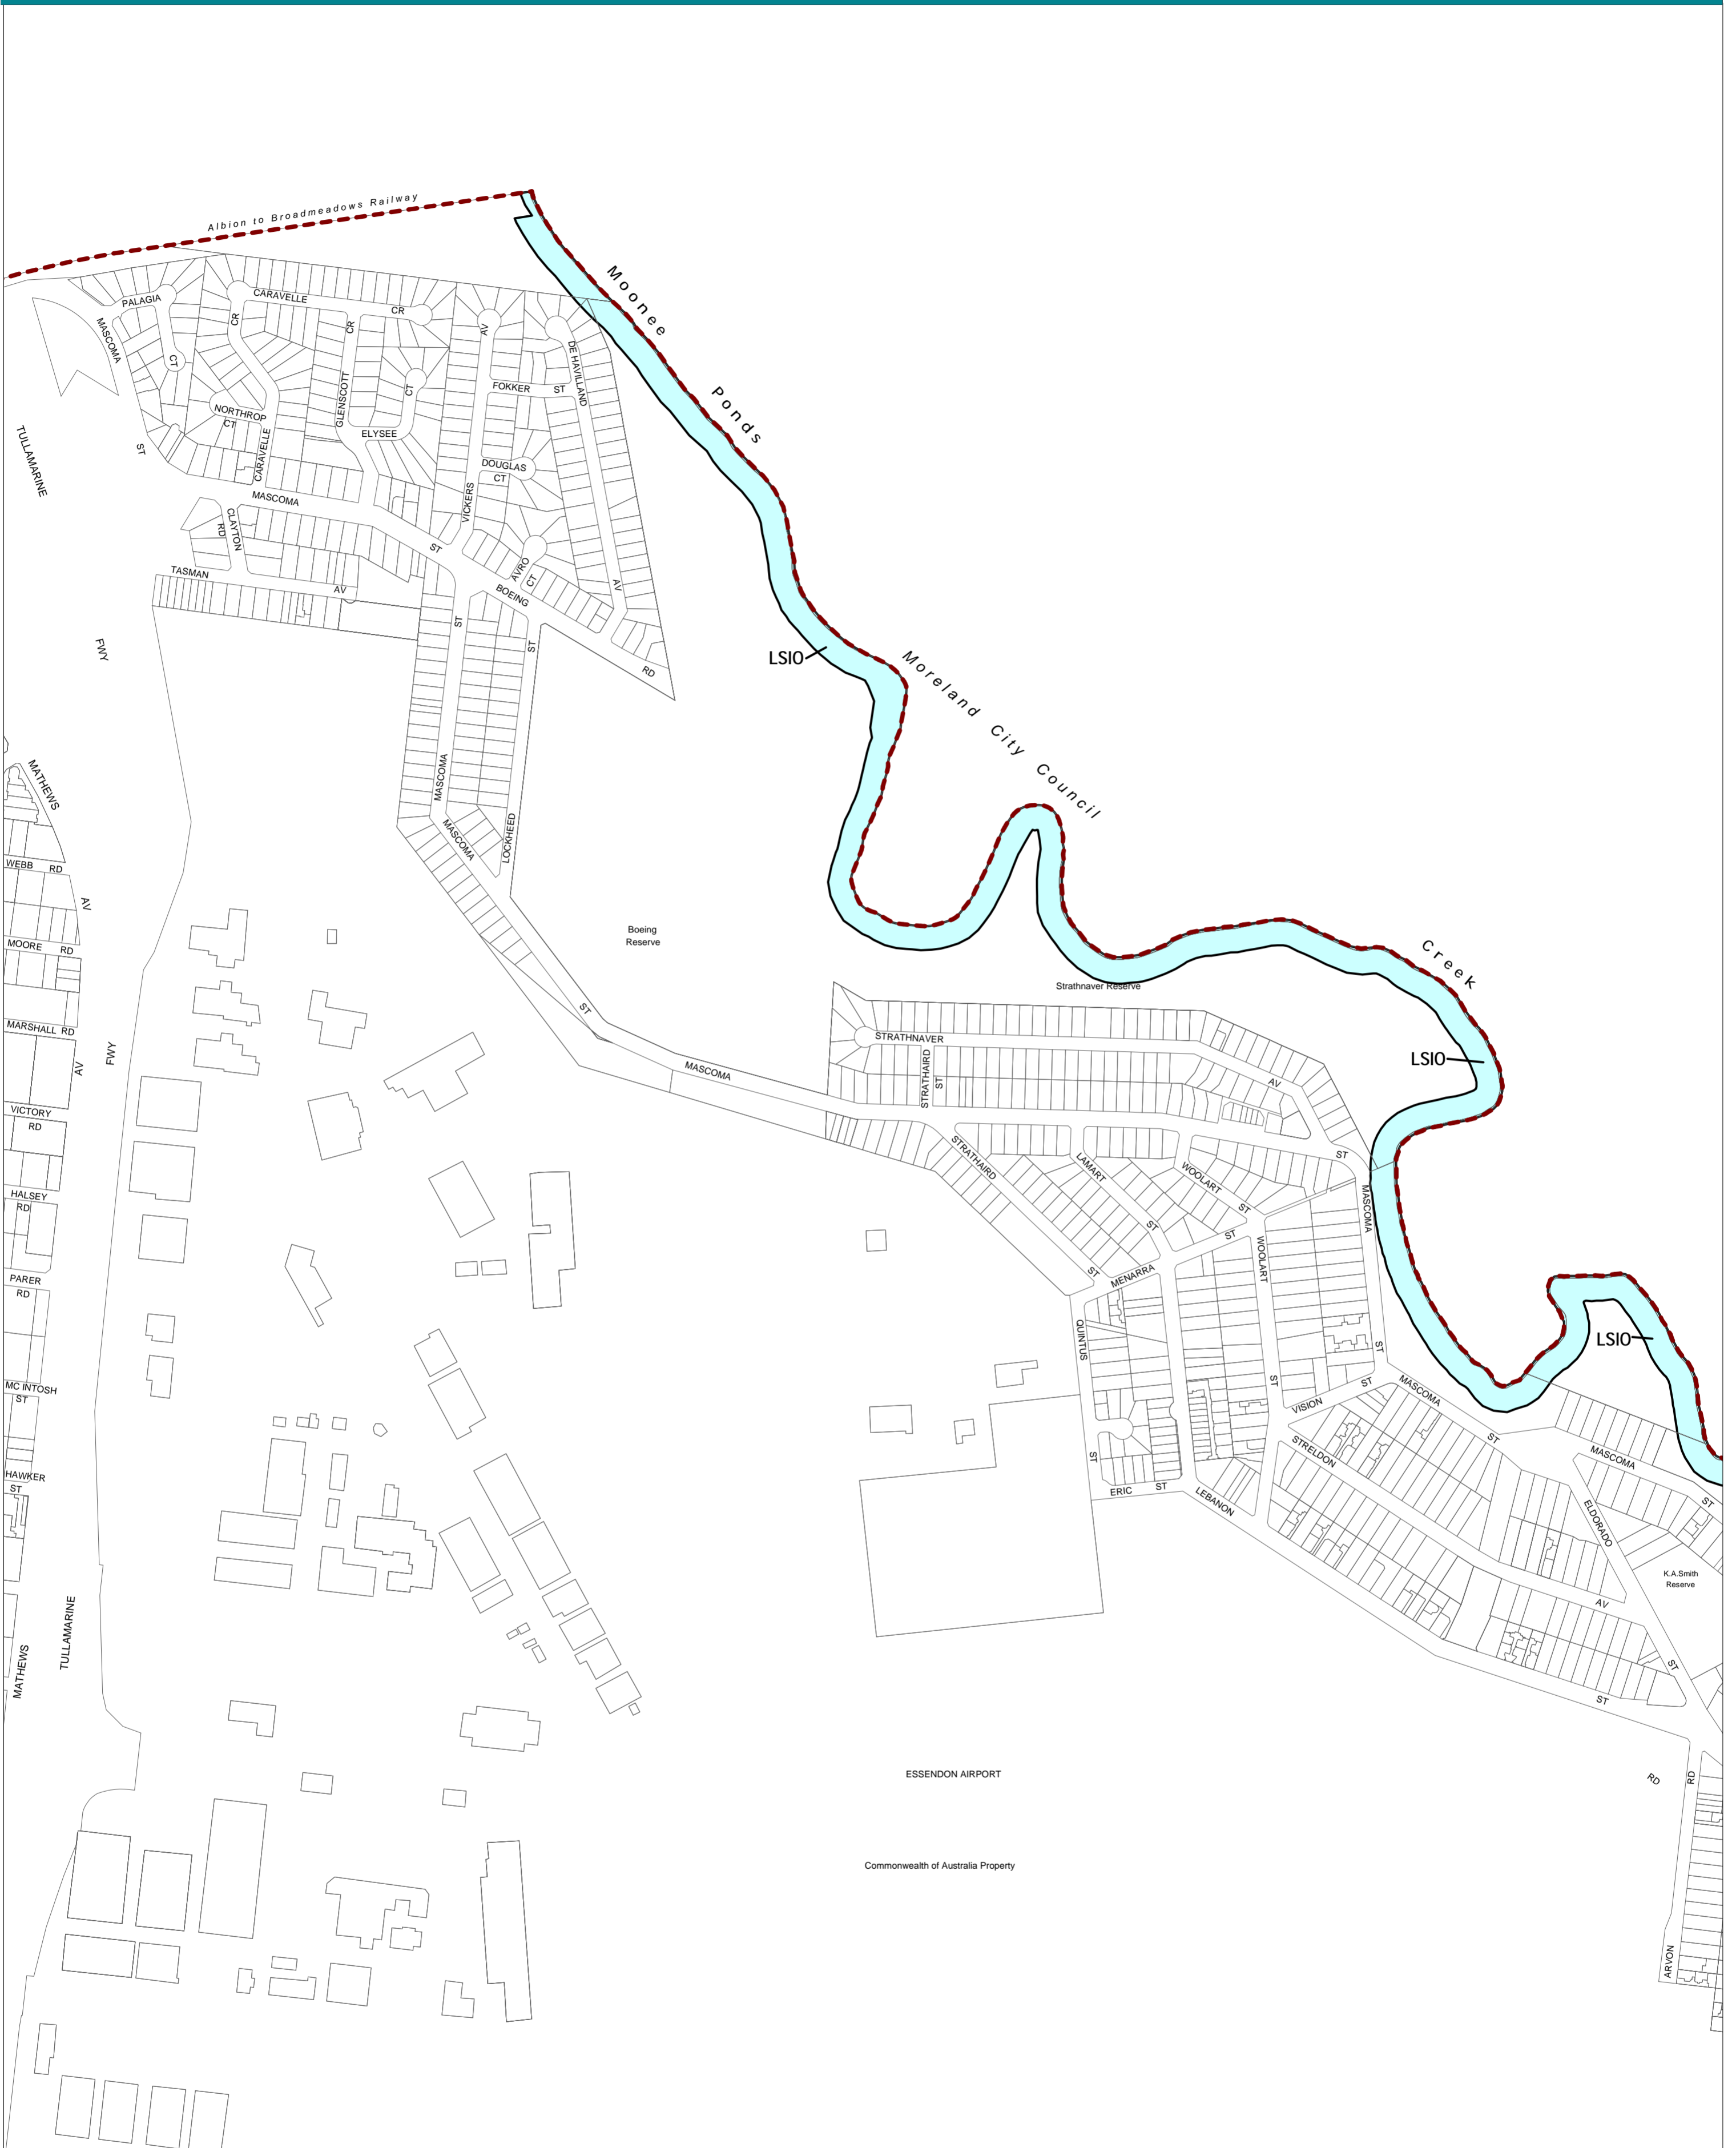 Albion to Broadmeadows Railway
Moonee
Ponds
PALAGIA
CT
MASCOMA
ST
CARAVELLE
CR
CR
CR
AV
DE HAVILLAND
FOKKER ST
GLENSCOTT
CT
NORTHROP
CT
CARAVELLE
ELYSEE
DOUGLAS
CT
VICKERS
TULLAMARINE
MASCOMA
ST
CLAYTON
RD
AVRO
CT
TASMAN
AV
BOEING
AV
RD
ST
ST
FWY
LSIO
Moreland City Council
MATHEWS
MASCOMA
MASCOMA
LOCKHEED
WEBB RD
AV
MOORE RD
Boeing
Reserve
Creek
Strathnaver Reserve
ST
MARSHALL RD
FWY
AV
STRATHNAVER
STRATHAIRD
ST
AV
LSIO
MASCOMA
VICTORY
RD
STRATHAIRD
LAMART
WOOLART
ST
MASCOMA
HALSEY
RD
ST
ST
ST
WOOLART
PARER
RD
ST
MENARRA
LSIO
QUINTUS
ST
MC INTOSH
ST
ST
VISION
ST
MASCOMA
ST
ST
STRELDON
MASCOMA
ST
HAWKER
ST
ERIC ST
LEBANON
ELDORADO
K.A.Smith
Reserve
AV
TULLAMARINE
MATHEWS
ST
ST
ESSENDON AIRPORT
RD
RD
Commonwealth of Australia Property
ARVON